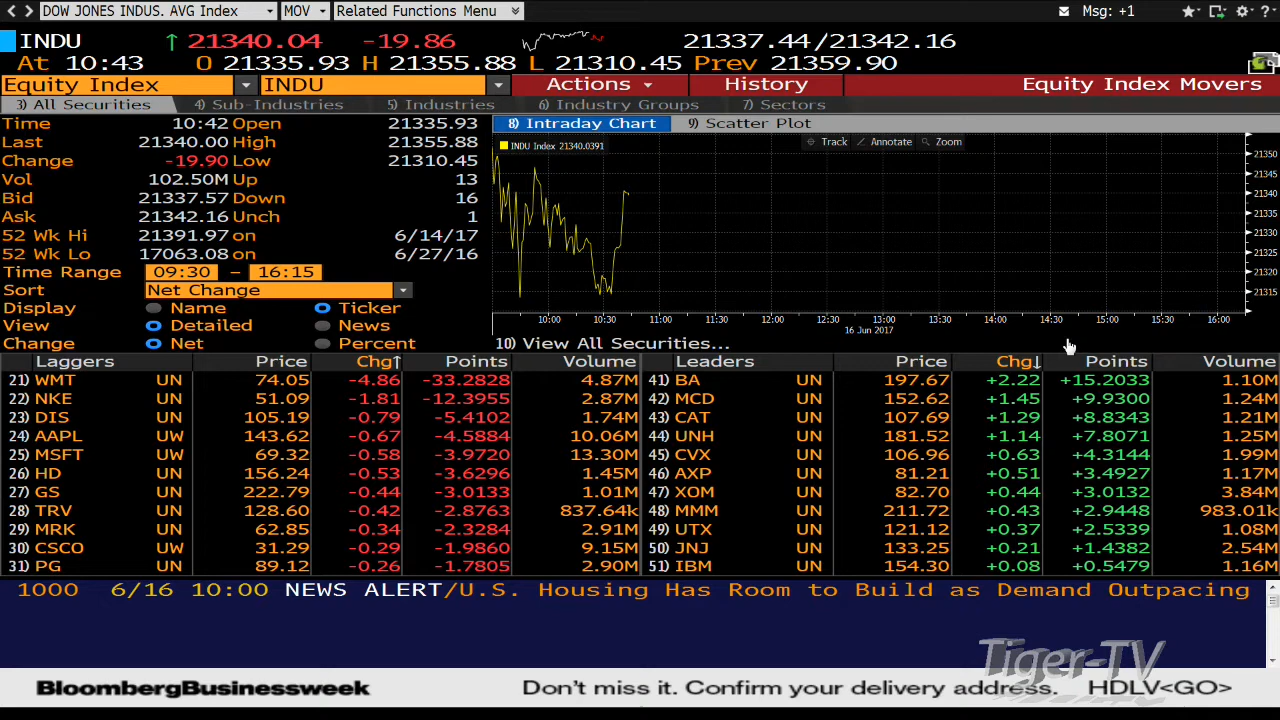 DOW JONES INDUS. AVG Index MOV Related Functions Menu Msg: +1
INDU 21340.04 -19.86 21337.44/21342.16
At 10:43 O 21335.93 H 21355.88 L 21310.45 Prev 21359.90
Equity Index INDU Actions History Equity Index Movers
3) All Securities 4) Sub-Industries 5) Industries 6) Industry Groups 7) Sectors
Time 10:42 Open 21335.93
Last 21340.00 High 21355.88
Change -19.90 Low 21310.45
Vol 102.50M Up 13
Bid 21337.57 Down 16
Ask 21342.16 Unch 1
52 Wk Hi 21391.97 on 6/14/17
52 Wk Lo 17063.08 on 6/27/16
Time Range 09:30 – 16:15
Sort Net Change
Display Name Ticker
View Detailed News
Change Net Percent
8) Intraday Chart 9) Scatter Plot
INDU Index 21340.0391 Track Annotate Zoom
21350
21345
21340
21335
21330
21325
21320
21315
10:00 10:30 11:00 11:30 12:00 12:30 13:00 13:30 14:00 14:30 15:00 15:30 16:00
16 Jun 2017
10) View All Securities...
Laggers Price Chg↑ Points Volume Leaders Price Chg↓ Points Volume
21) WMT UN 74.05 -4.86 -33.2828 4.87M 41) BA UN 197.67 +2.22 +15.2033 1.10M
22) NKE UN 51.09 -1.81 -12.3955 2.87M 42) MCD UN 152.62 +1.45 +9.9300 1.24M
23) DIS UN 105.19 -0.79 -5.4102 1.74M 43) CAT UN 107.69 +1.29 +8.8343 1.21M
24) AAPL UW 143.62 -0.67 -4.5884 10.06M 44) UNH UN 181.52 +1.14 +7.8071 1.25M
25) MSFT UW 69.32 -0.58 -3.9720 13.30M 45) CVX UN 106.96 +0.63 +4.3144 1.99M
26) HD UN 156.24 -0.53 -3.6296 1.45M 46) AXP UN 81.21 +0.51 +3.4927 1.17M
27) GS UN 222.79 -0.44 -3.0133 1.01M 47) XOM UN 82.70 +0.44 +3.0132 3.84M
28) TRV UN 128.60 -0.42 -2.8763 837.64k 48) MMM UN 211.72 +0.43 +2.9448 983.01k
29) MRK UN 62.85 -0.34 -2.3284 2.91M 49) UTX UN 121.12 +0.37 +2.5339 1.08M
30) CSCO UW 31.29 -0.29 -1.9860 9.15M 50) JNJ UN 133.25 +0.21 +1.4382 2.54M
31) PG UN 89.12 -0.26 -1.7805 2.90M 51) IBM UN 154.30 +0.08 +0.5479 1.16M
1000 6/16 10:00 NEWS ALERT/U.S. Housing Has Room to Build as Demand Outpacing
Tiger-TV
BloombergBusinessweek Don't miss it. Confirm your delivery address. HDLV<GO>